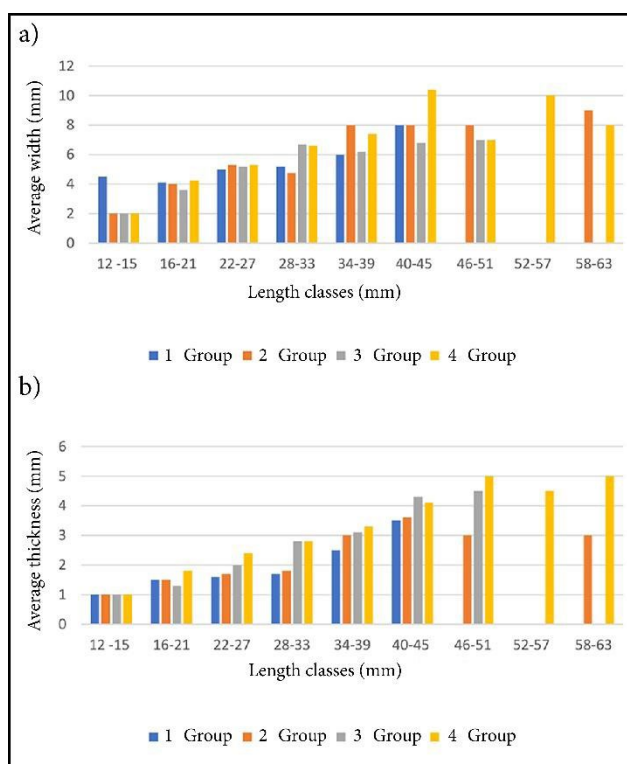 a)
Average width (mm)
12
10
8
6
4
2
0
12 -15 16-21 22-27 28-33 34-39 40-45 46-51 52-57 58-63
Length classes (mm)
1 Group 2 Group 3 Group 4 Group
b)
Average thickness (mm)
6
5
4
3
2
1
0
12 -15 16-21 22-27 28-33 34-39 40-45 46-51 52-57 58-63
Length classes (mm)
1 Group 2 Group 3 Group 4 Group